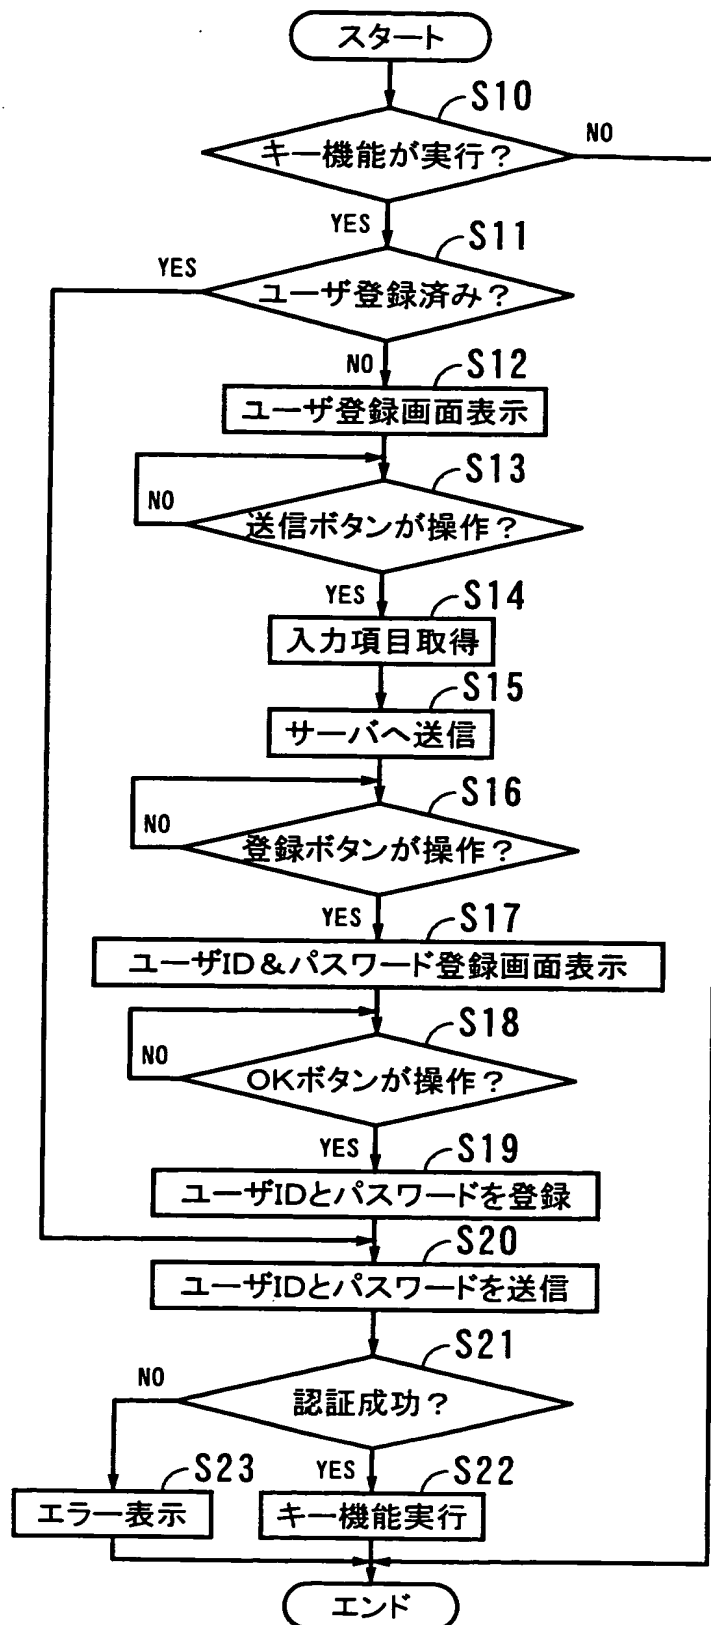 スタート
S10
キー機能が実行？
NO
YES
S11
YES
ユーザ登録済み？
NO
S12
ユーザ登録画面表示
S13
NO
送信ボタンが操作？
YES
S14
入力項目取得
S15
サーバへ送信
S16
NO
登録ボタンが操作？
YES
S17
ユーザID＆パスワード登録画面表示
S18
NO
OKボタンが操作？
YES
S19
ユーザIDとパスワードを登録
S20
ユーザIDとパスワードを送信
S21
NO
認証成功？
YES
S23
S22
エラー表示
キー機能実行
エンド